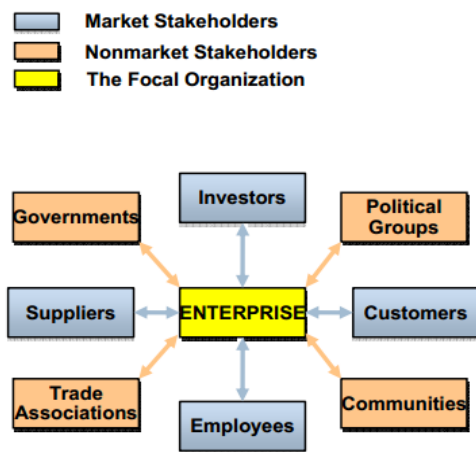 Market Stakeholders
Nonmarket Stakeholders
The Focal Organization
Investors
Governments
Political
Groups
Suppliers
ENTERPRISE
Customers
Trade
Associations
Employees
Communities